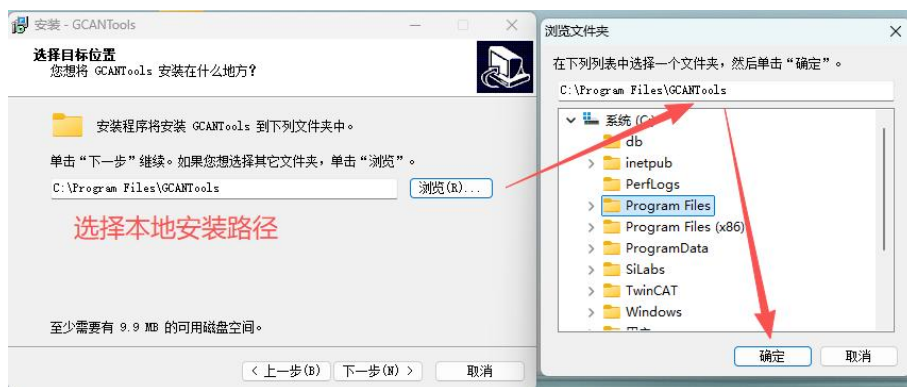 安装 - GCANTools
选择目标位置
您想将 GCANTools 安装在什么地方?
安装程序将安装 GCANTools 到下列文件夹中。
单击“下一步”继续。如果您想选择其它文件夹，单击“浏览”。
C:\Program Files\GCANTools
浏览(R)...
选择本地安装路径
至少需要有 9.9 MB 的可用磁盘空间。
< 上一步(B)
下一步(N) >
取消
浏览文件夹
在下列列表中选择一个文件夹，然后单击“确定”。
C:\Program Files\GCANTools
系统 (C:)
db
inetpub
PerfLogs
Program Files
Program Files (x86)
ProgramData
SiLabs
TwinCAT
Windows
确定
取消